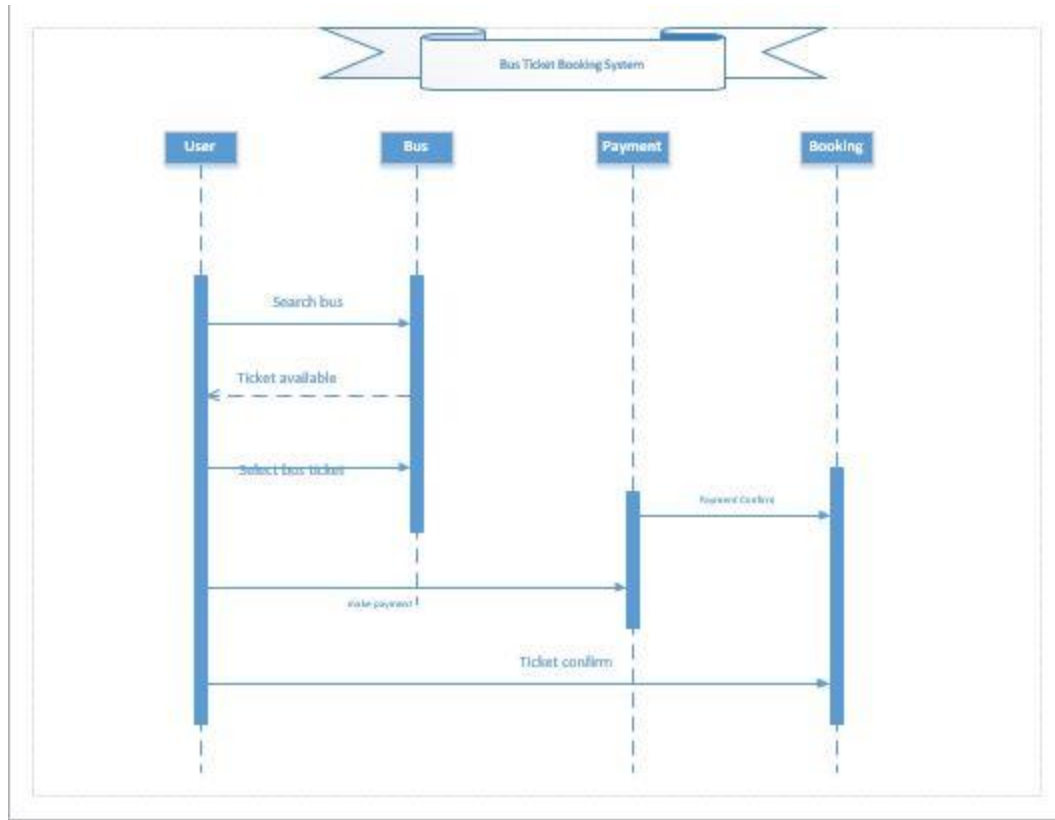 Bus Ticket Booking System
User
Bus
Payment
Booking
Search bus
Ticket available
Select bus ticket
Payment Confirm
make payment
Ticket confirm